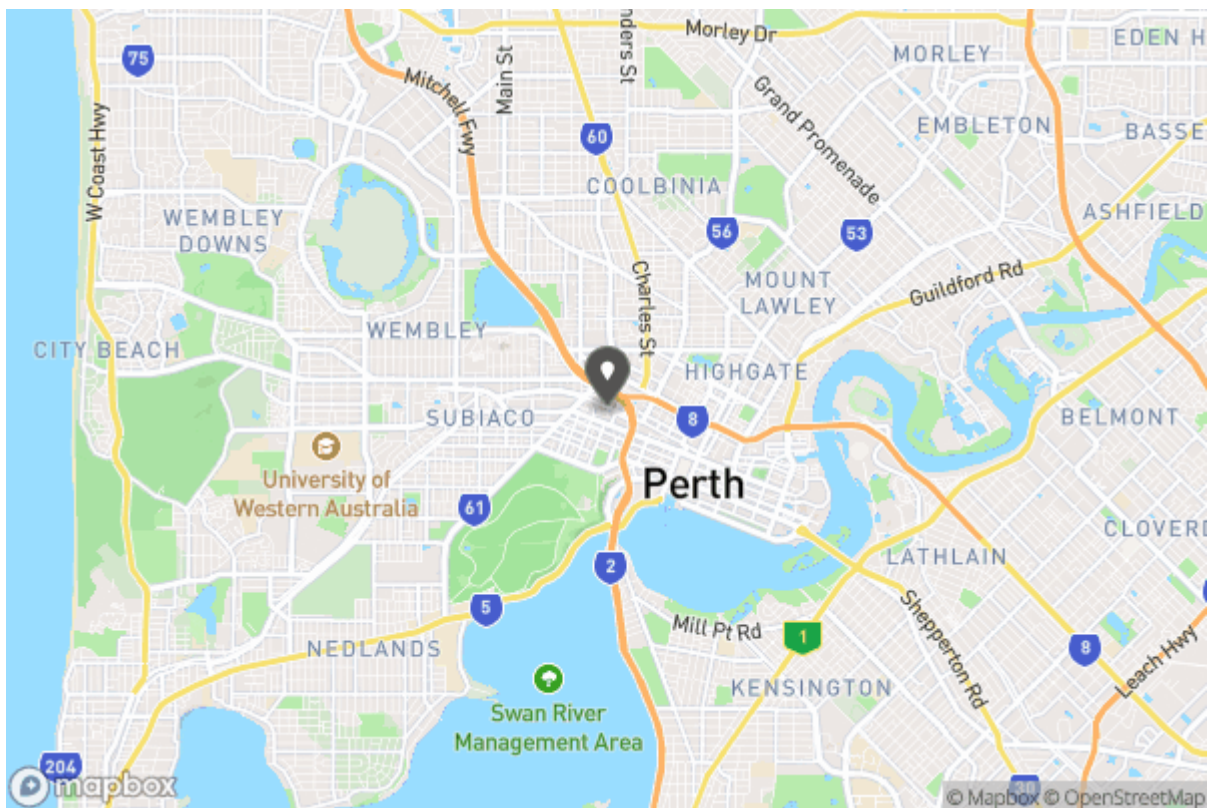 Morley Dr
MORLEY
EDEN H
75
Main St
nders St
Mitchell Fwy
Grand Promenade
60
EMBLETON
BASSE
W Coast Hwy
COOLBINIA
WEMBLEY
DOWNS
56
53
ASHFIELD
MOUNT
LAWLEY
Guildford Rd
Charles St
WEMBLEY
CITY BEACH
HIGHGATE
SUBIACO
8
BELMONT
University of
Western Australia
Perth
61
CLOVERD
LATHLAIN
2
5
Mill Pt Rd
1
Shepperton Rd
NEDLANDS
8
Leach Hwy
KENSINGTON
Swan River
Management Area
204
30
mapbox
© Mapbox © OpenStreetMap